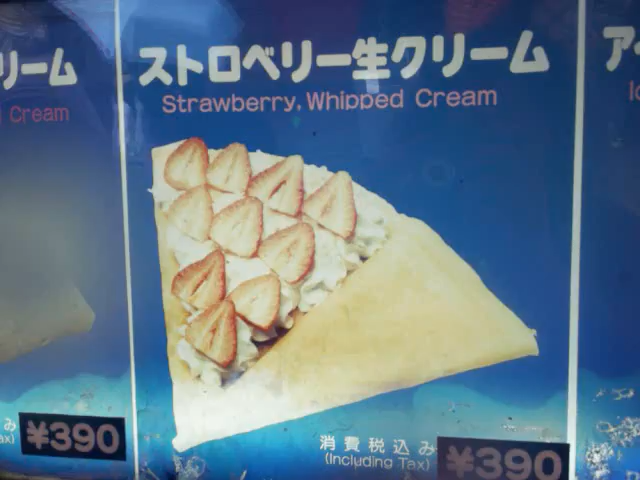 リーム
Cream
ストロベリー生クリーム
Strawberry, Whipped Cream
¥390
消費税込み
(Including Tax)
¥390